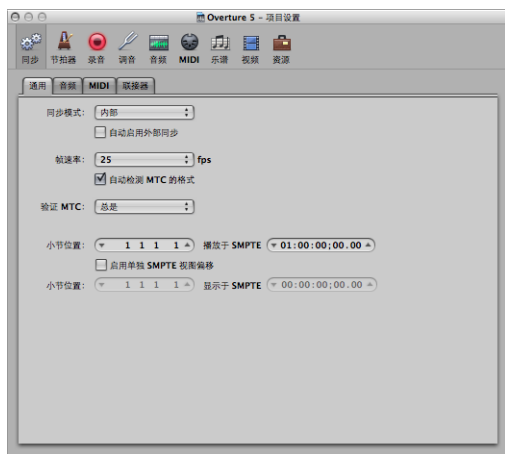 Overture 5 - 项目设置
同步 节拍器 录音 调音 音频 MIDI 乐谱 视频 资源
通用 音频 MIDI 联接器
同步模式: 内部
自动启用外部同步
帧速率: 25 fps
自动检测 MTC 的格式
验证 MTC: 总是
小节位置: 1 1 1 1 播放于 SMPTE 01:00:00;00.00
启用单独 SMPTE 视图偏移
小节位置: 1 1 1 1 显示于 SMPTE 00:00:00;00.00